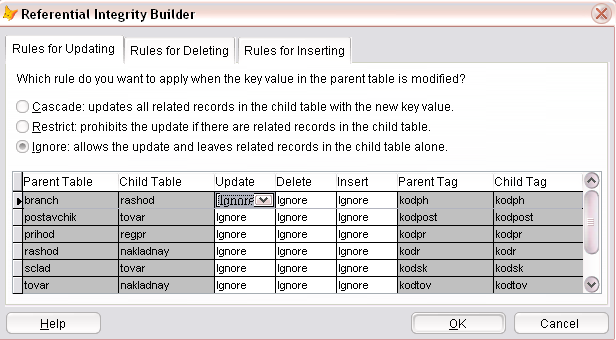 Referential Integrity Builder
Rules for Updating Rules for Deleting Rules for Inserting
Which rule do you want to apply when the key value in the parent table is modified?
Cascade: updates all related records in the child table with the new key value.
Restrict: prohibits the update if there are related records in the child table.
Ignore: allows the update and leaves related records in the child table alone.
Parent Table Child Table Update Delete Insert Parent Tag Child Tag
branch rashod Ignore Ignore Ignore kodph kodph
postavchik tovar Ignore Ignore Ignore kodpost kodpost
prihod regpr Ignore Ignore Ignore kodpr kodpr
rashod nakladnay Ignore Ignore Ignore kodr kodr
sclad tovar Ignore Ignore Ignore kodsk kodsk
tovar nakladnay Ignore Ignore Ignore kodtov kodtov
Help OK Cancel